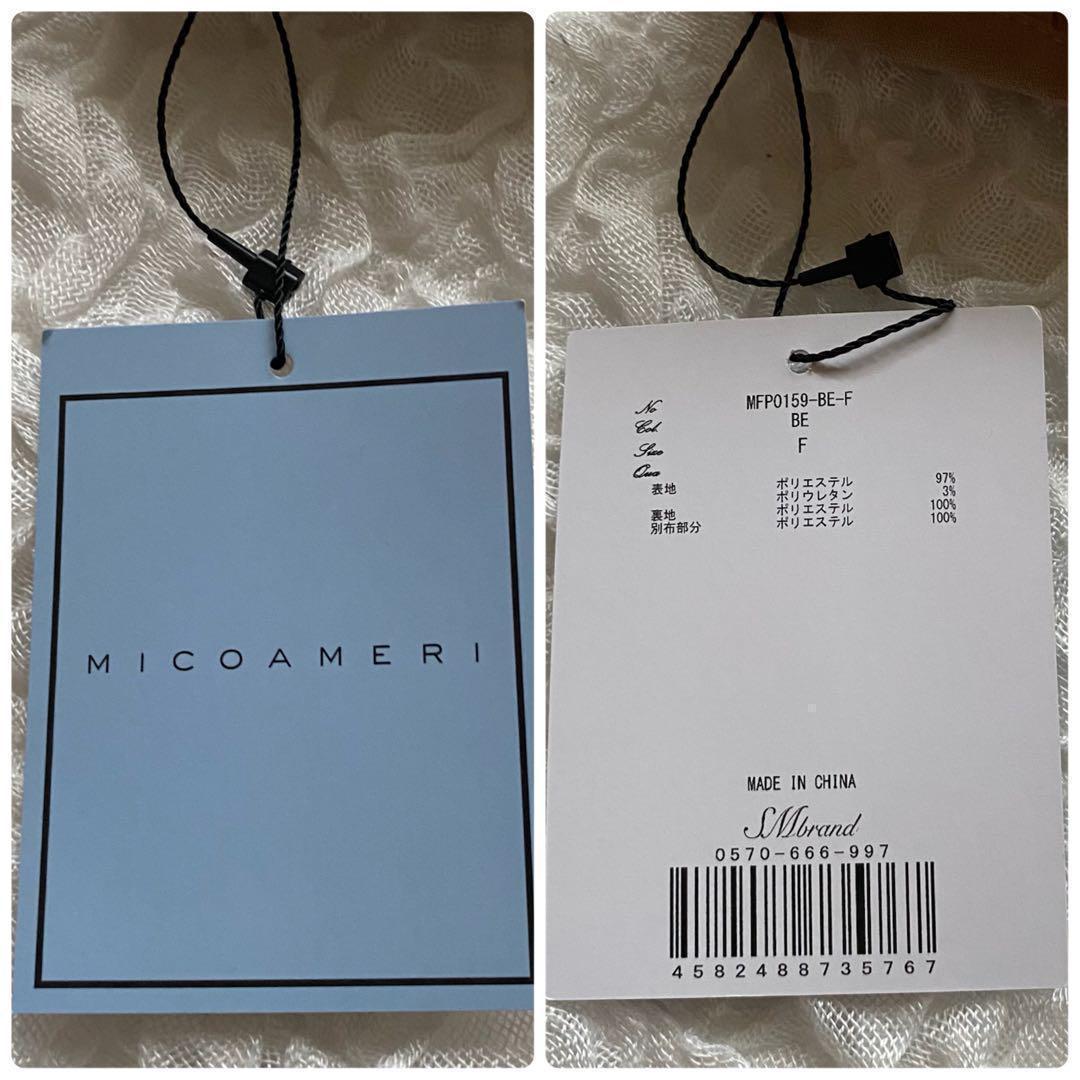 MICOAMERI
No MFP0159-BE-F
Col. BE
Size F
Qua
表地 ポリエステル 97%
ポリウレタン 3%
裏地 ポリエステル 100%
別布部分 ポリエステル 100%
MADE IN CHINA
SMbrand
0570-666-997
4582488735767